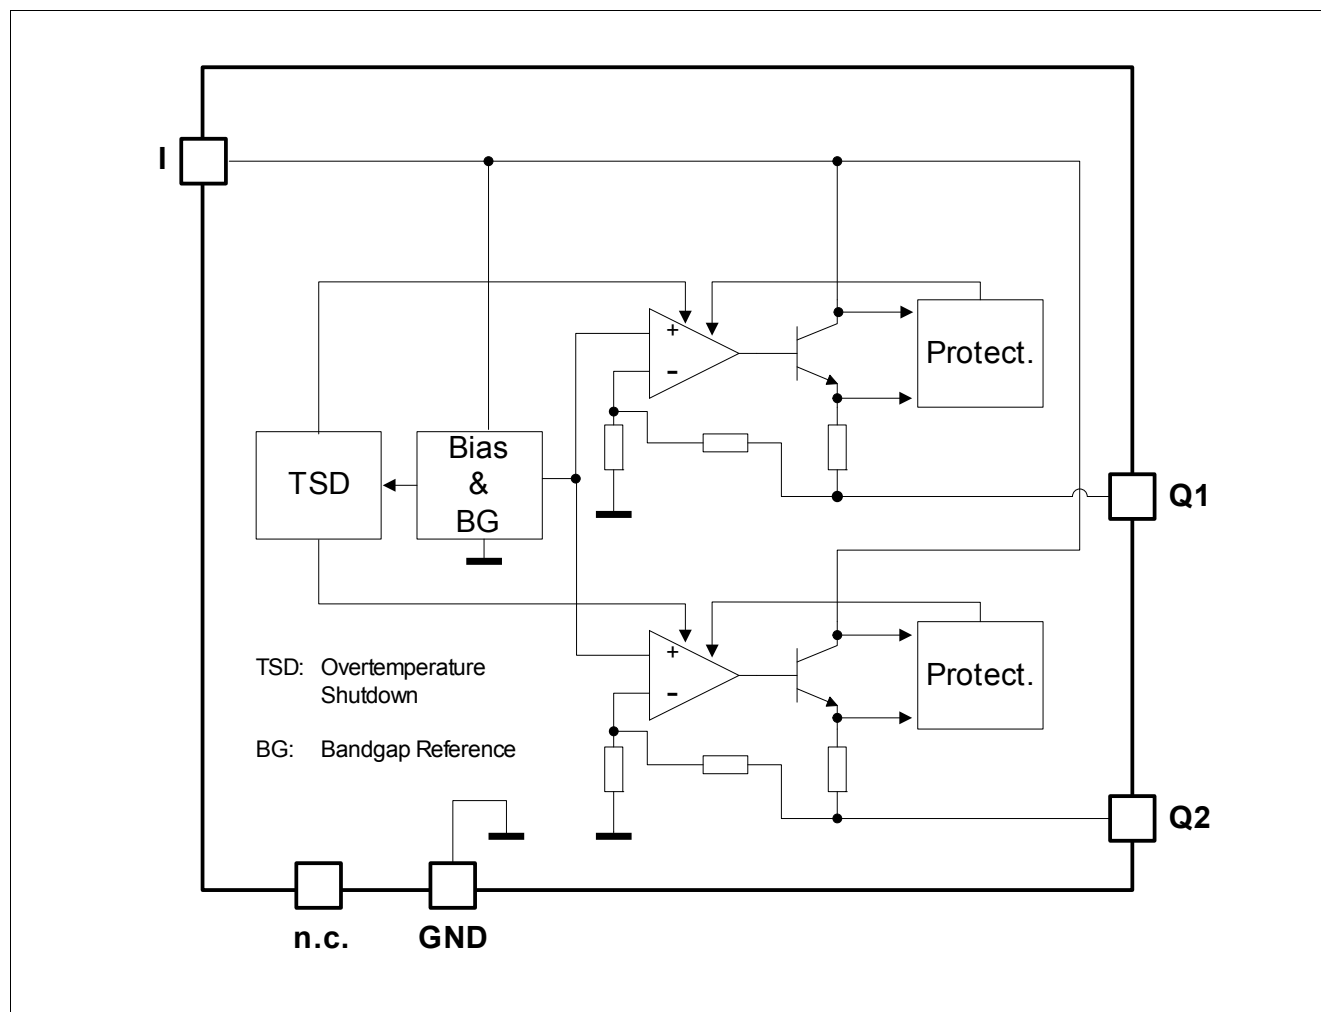 I
+
-
Protect.
TSD
Bias
&
BG
Q1
+
-
Protect.
TSD: Overtemperature
Shutdown
BG: Bandgap Reference
Q2
n.c.
GND